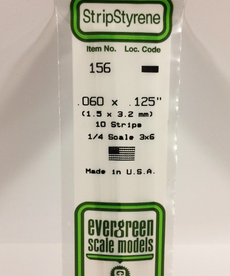 StripStyrene
Item No. Loc. Code
156
.060 x .125"
(1.5 x 3.2 mm)
10 Strips
1/4 Scale 3x6
Made in U.S.A.
evergreen
scale models